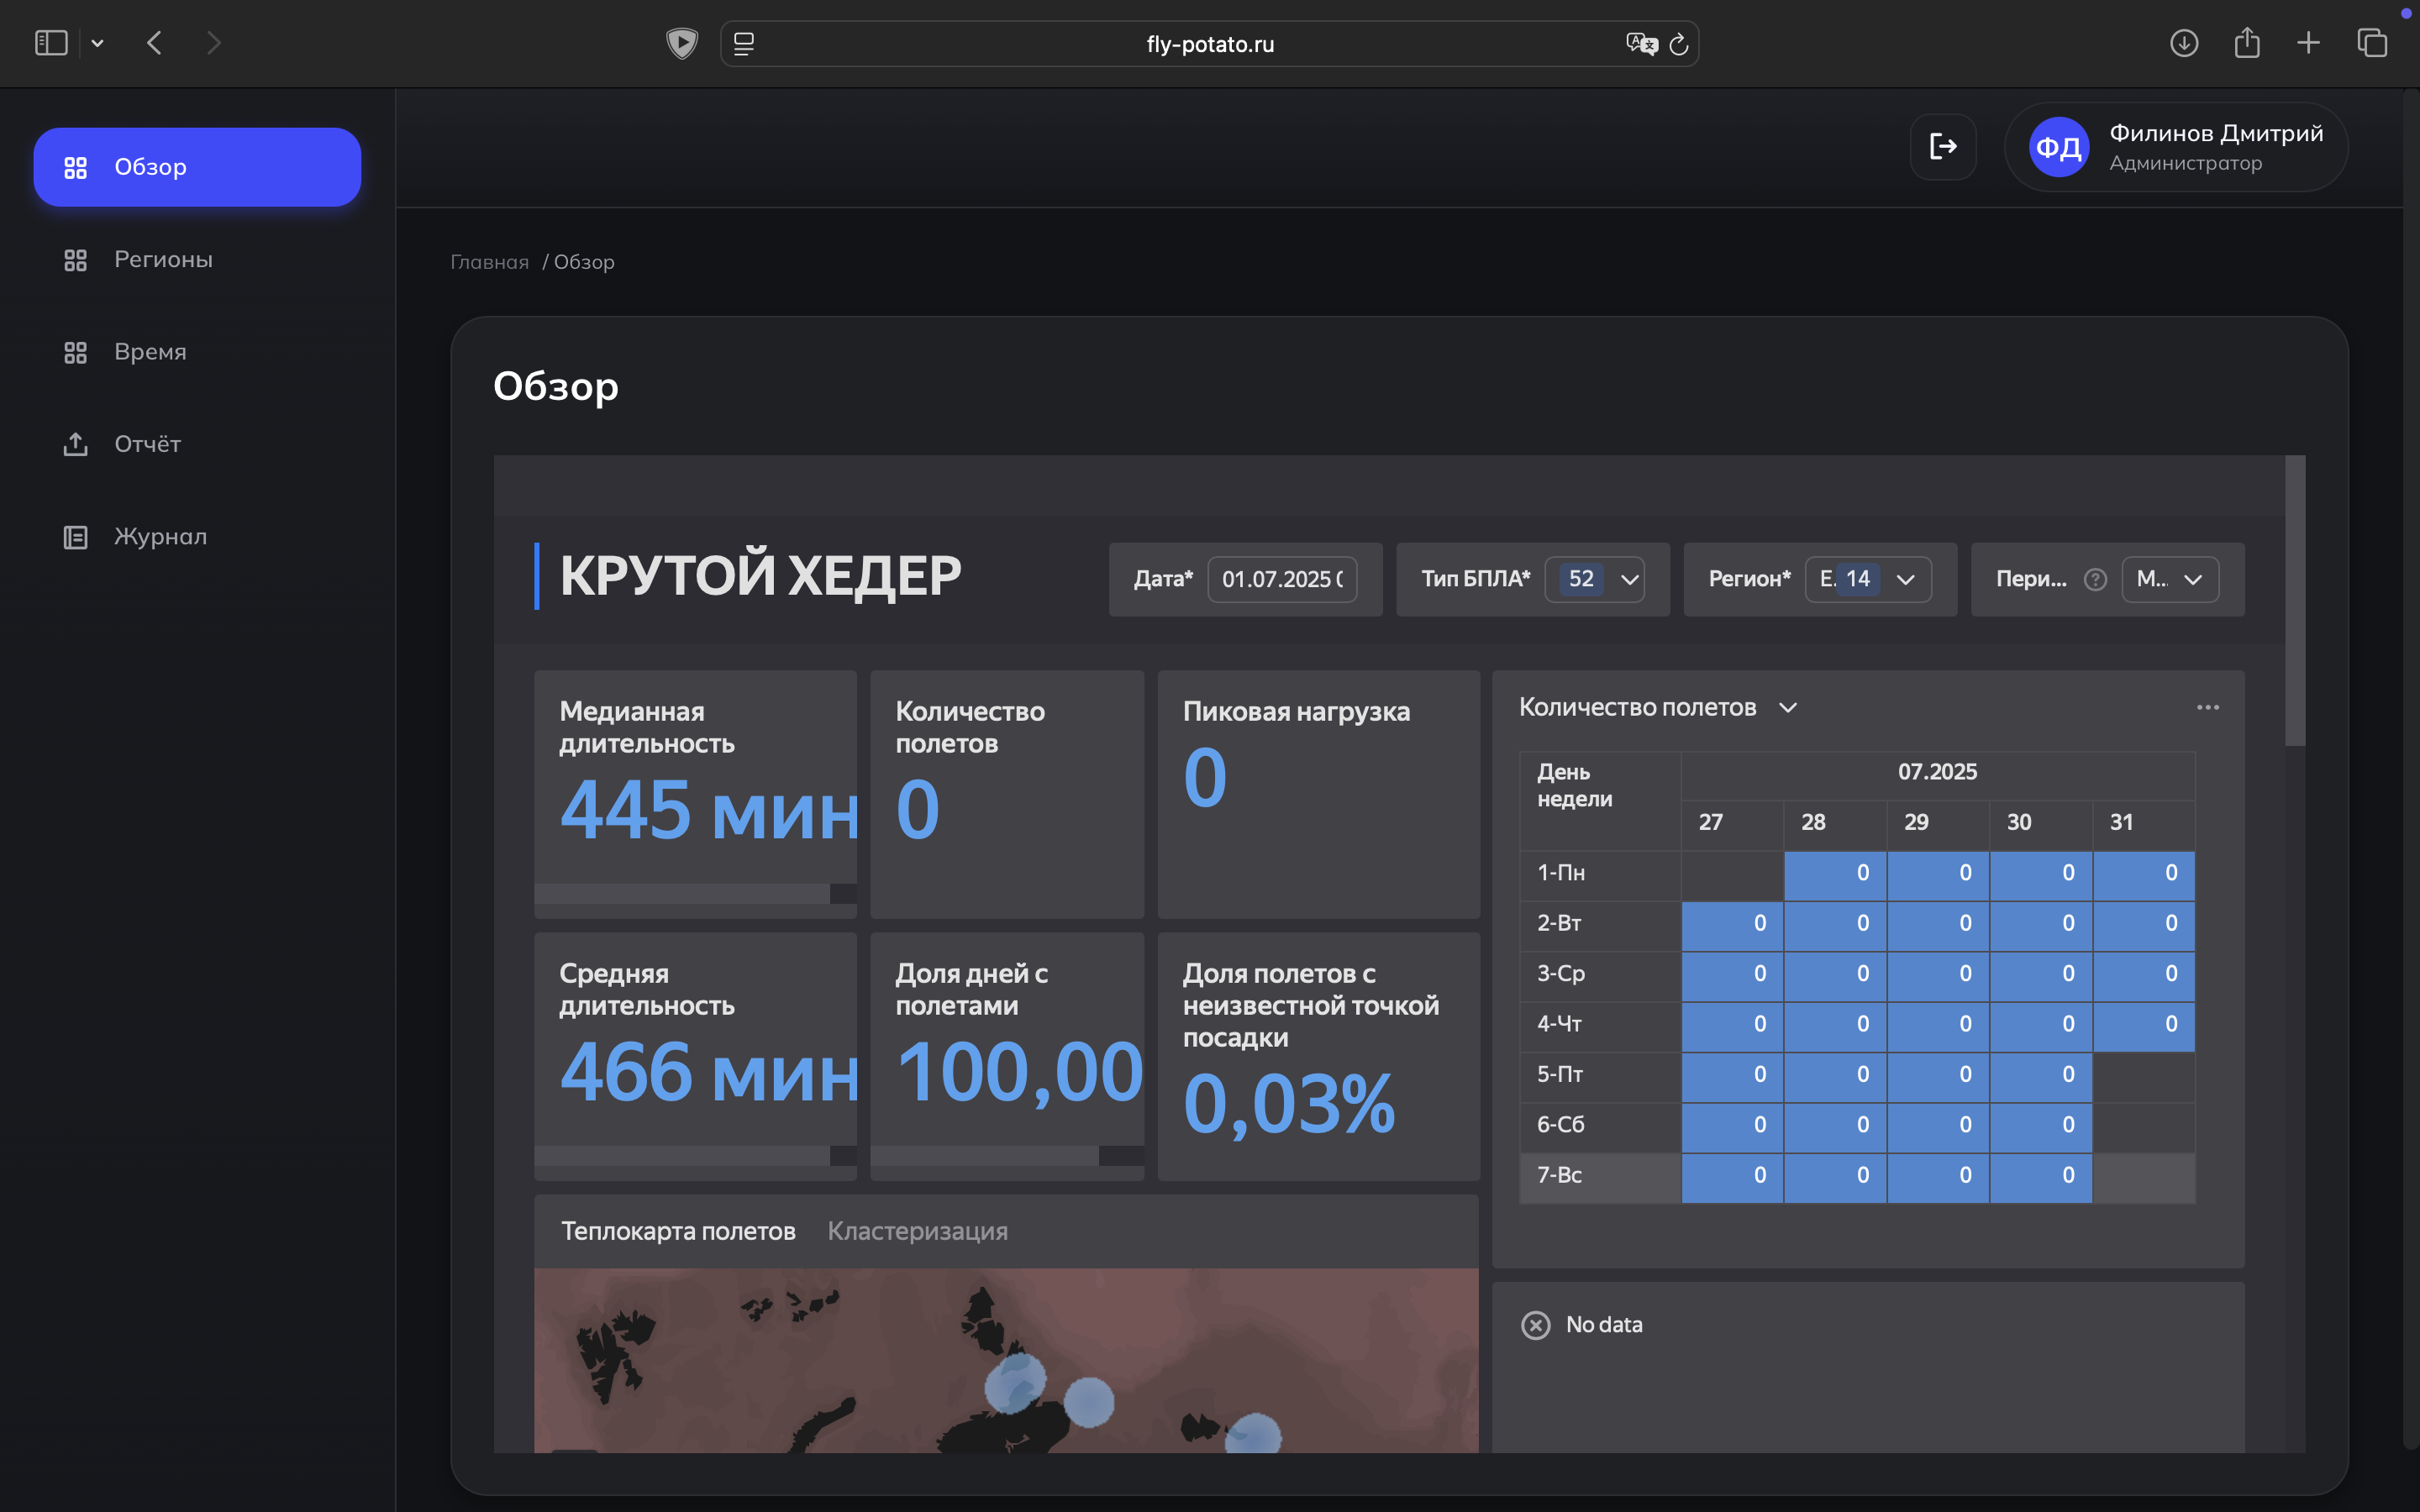 fly-potato.ru
Обзор
Регионы
Время
Отчёт
Журнал
ФД
Филинов Дмитрий
Администратор
Главная / Обзор
Обзор
КРУТОЙ ХЕДЕР
Дата* 01.07.2025 0
Тип БПЛА* 52
Регион* Е. 14
Пери... ? М...
Медианная
длительность
445 мин
Количество
полетов
0
Пиковая нагрузка
0
Средняя
длительность
466 мин
Доля дней с
полетами
100,00
Доля полетов с
неизвестной точкой
посадки
0,03%
Количество полетов
День
недели
07.2025
27 28 29 30 31
1-Пн 0 0 0 0
2-Вт 0 0 0 0 0
3-Ср 0 0 0 0 0
4-Чт 0 0 0 0 0
5-Пт 0 0 0 0
6-Сб 0 0 0 0
7-Вс 0 0 0 0
Теплокарта полетов Кластеризация
No data